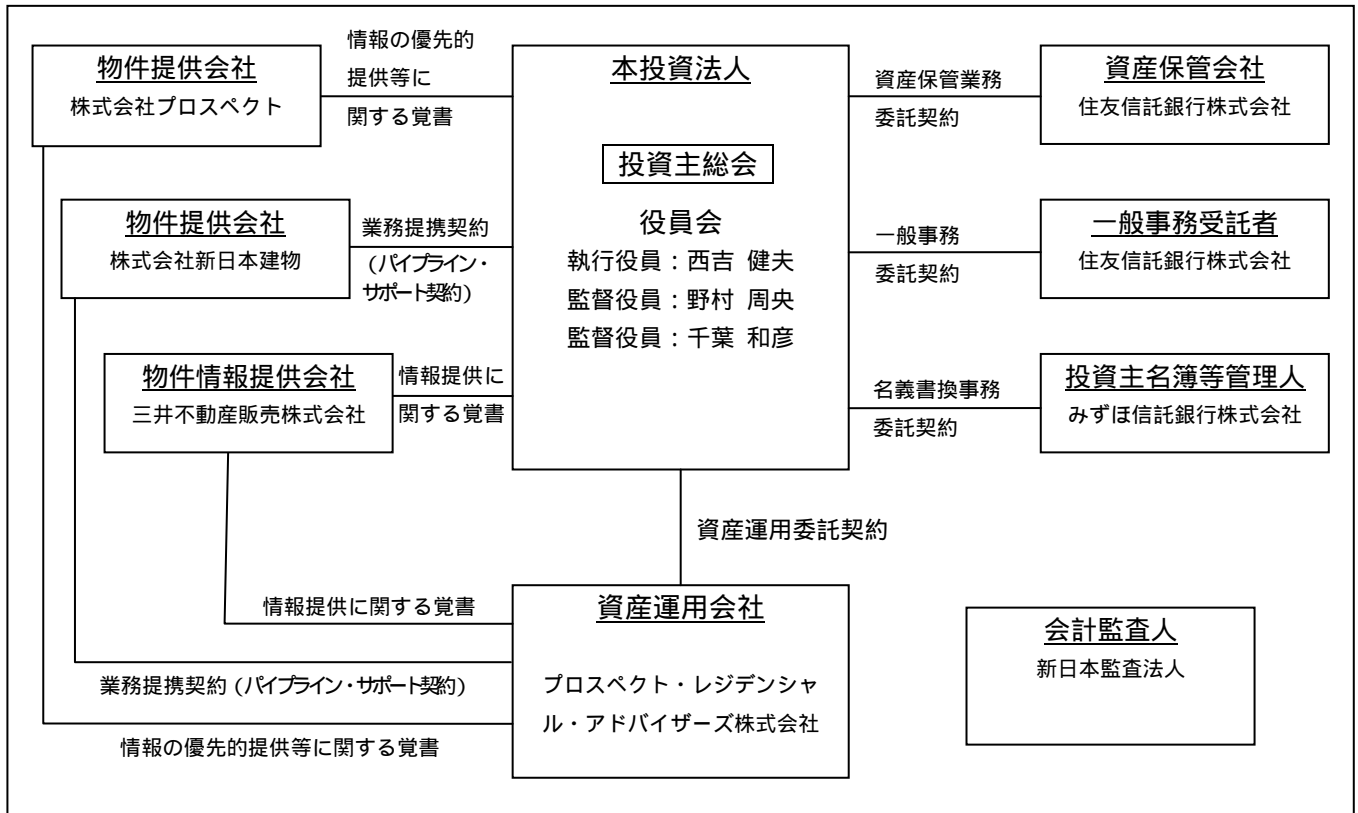 物件提供会社
株式会社プロスペクト
情報の優先的
提供等に
関する覚書
物件提供会社
株式会社新日本建物
業務提携契約
（パイプライン・
サポート契約）
物件情報提供会社
三井不動産販売株式会社
情報提供に
関する覚書
本投資法人
投資主総会
役員会
執行役員：西吉 健夫
監督役員：野村 周央
監督役員：千葉 和彦
資産保管業務
委託契約
資産保管会社
住友信託銀行株式会社
一般事務
委託契約
一般事務受託者
住友信託銀行株式会社
名義書換事務
委託契約
投資主名簿等管理人
みずほ信託銀行株式会社
資産運用委託契約
情報提供に関する覚書
業務提携契約（パイプライン・サポート契約）
情報の優先的提供等に関する覚書
資産運用会社
プロスペクト・レジデンシャ
ル・アドバイザーズ株式会社
会計監査人
新日本監査法人